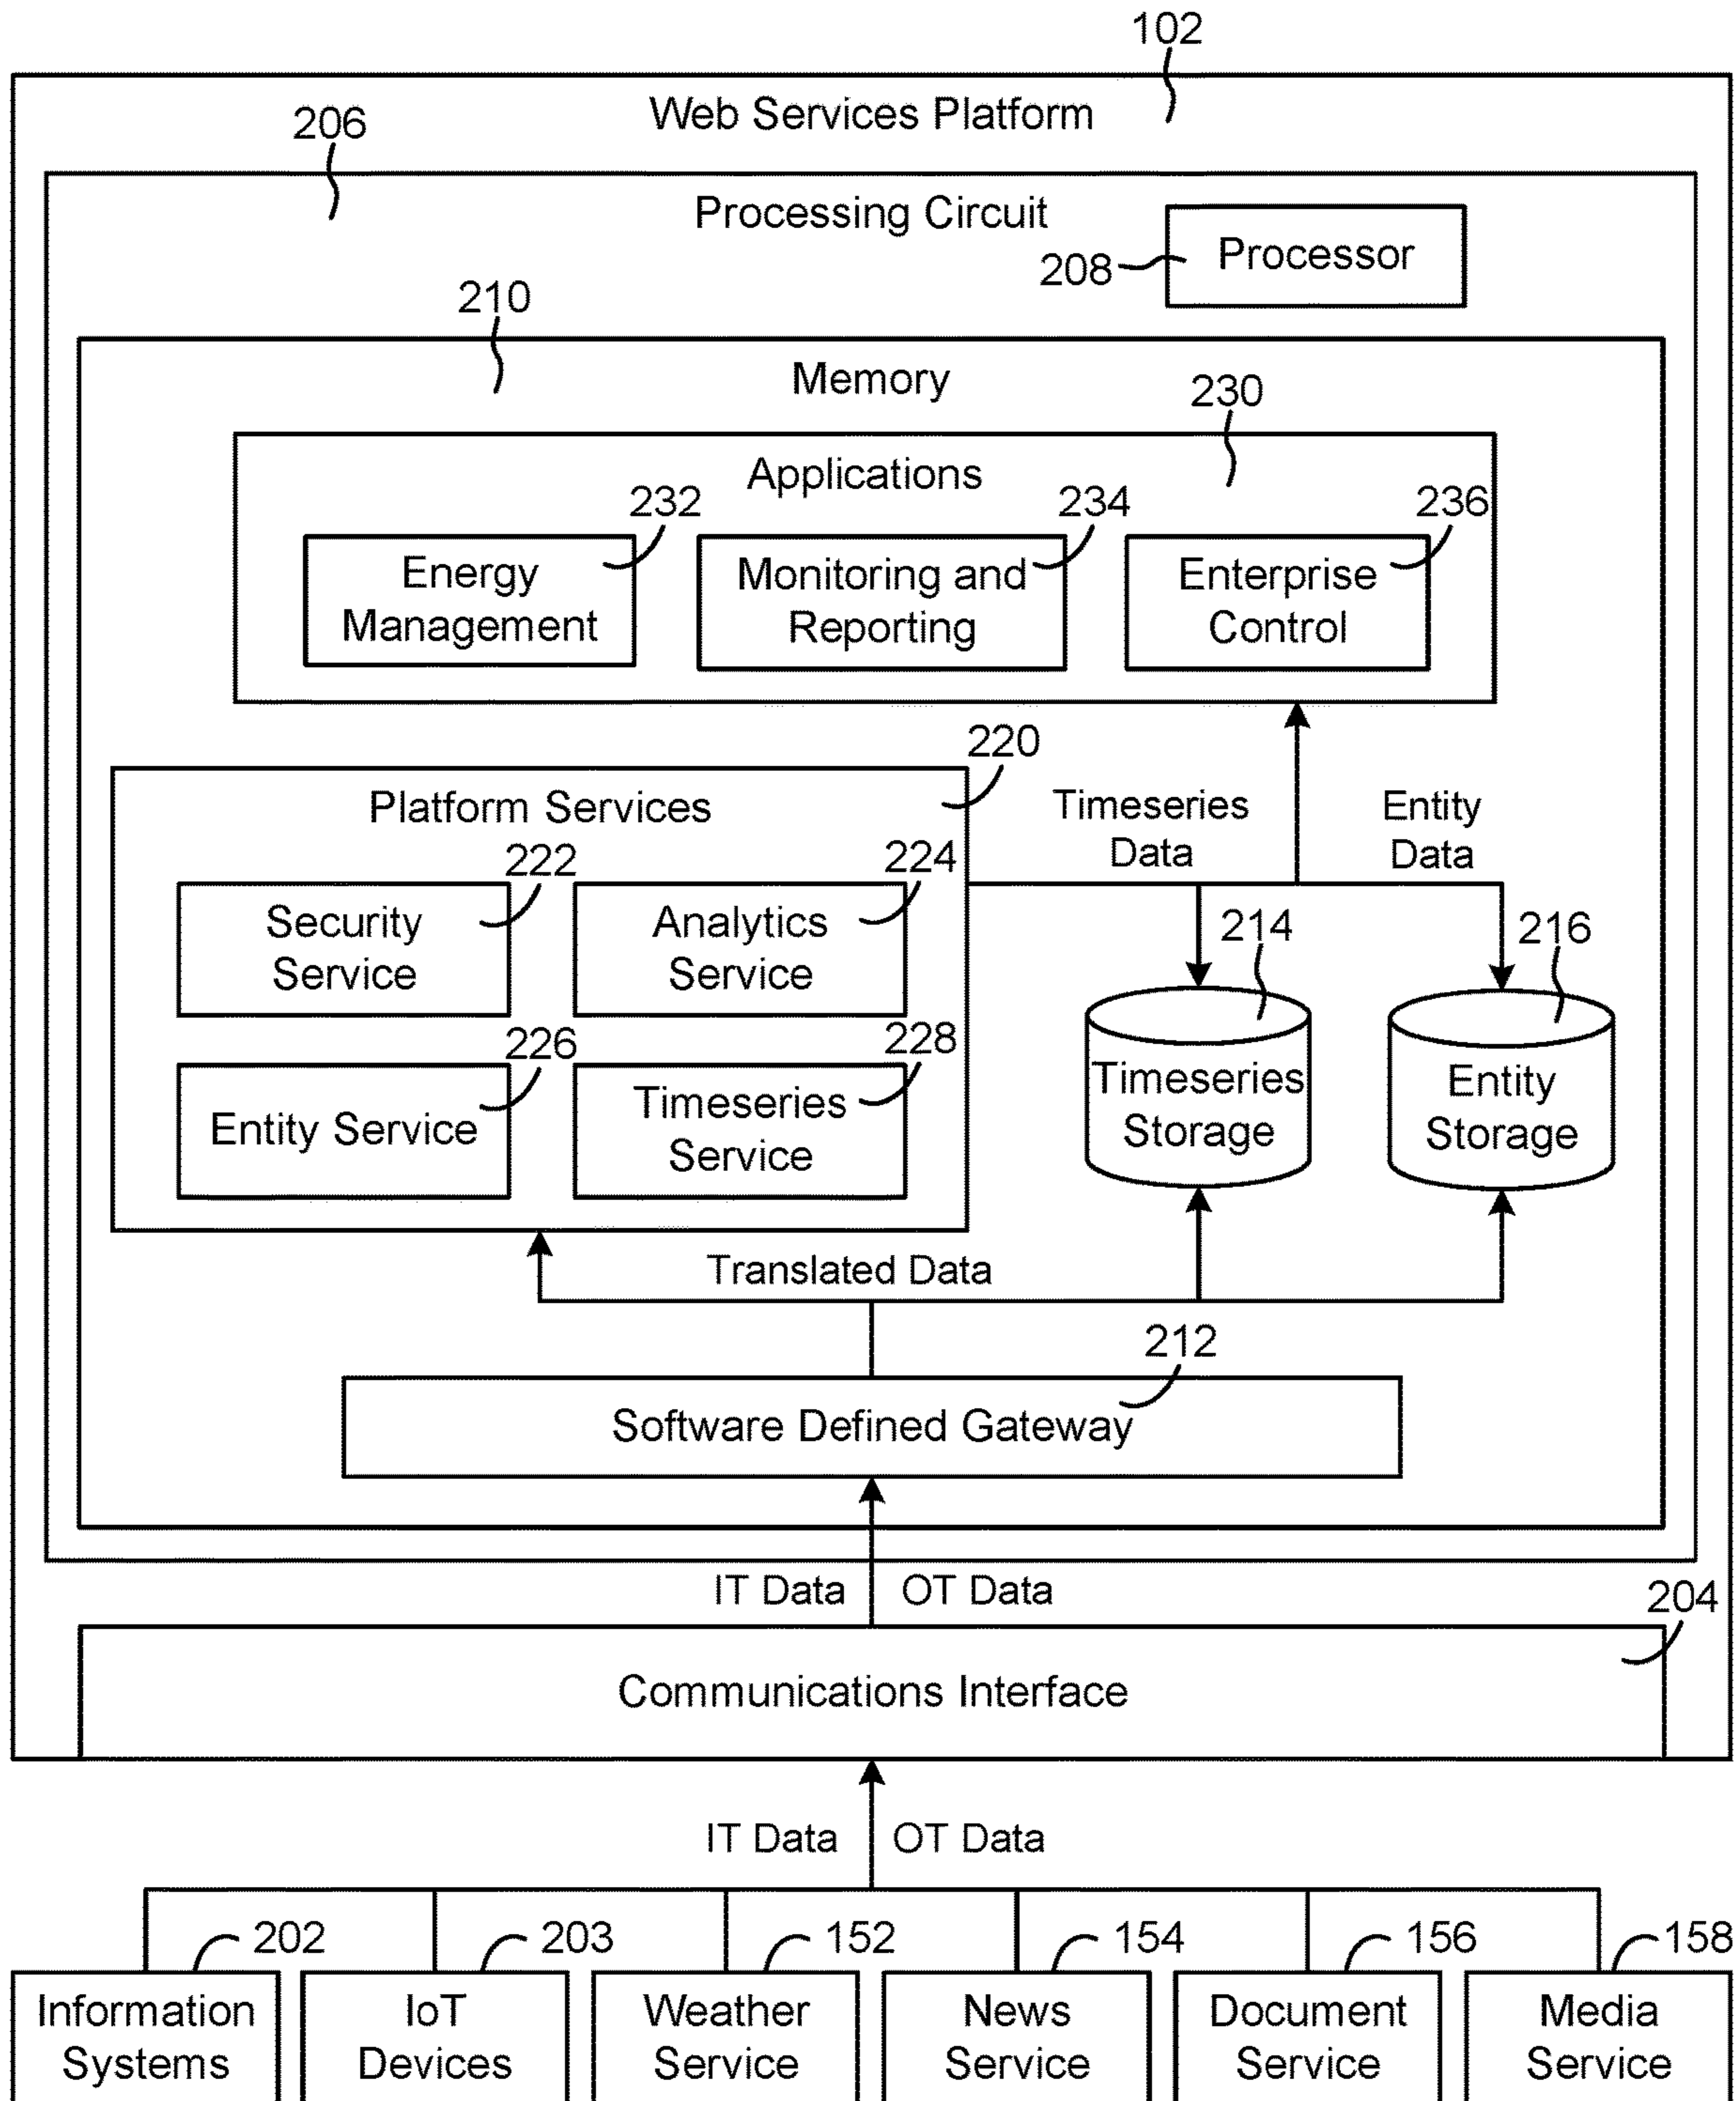 102
Web Services Platform
206
Processing Circuit
Processor
208
210
Memory
230
Applications
232
234
236
Energy
Management
Monitoring and
Reporting
Enterprise
Control
220
Platform Services
Timeseries
Data
Entity
Data
222
224
Security
Service
Analytics
Service
214
216
226
228
Entity Service
Timeseries
Service
Timeseries
Storage
Entity
Storage
Translated Data
212
Software Defined Gateway
IT Data
OT Data
204
Communications Interface
IT Data
OT Data
202
203
152
154
156
158
Information
Systems
IoT
Devices
Weather
Service
News
Service
Document
Service
Media
Service